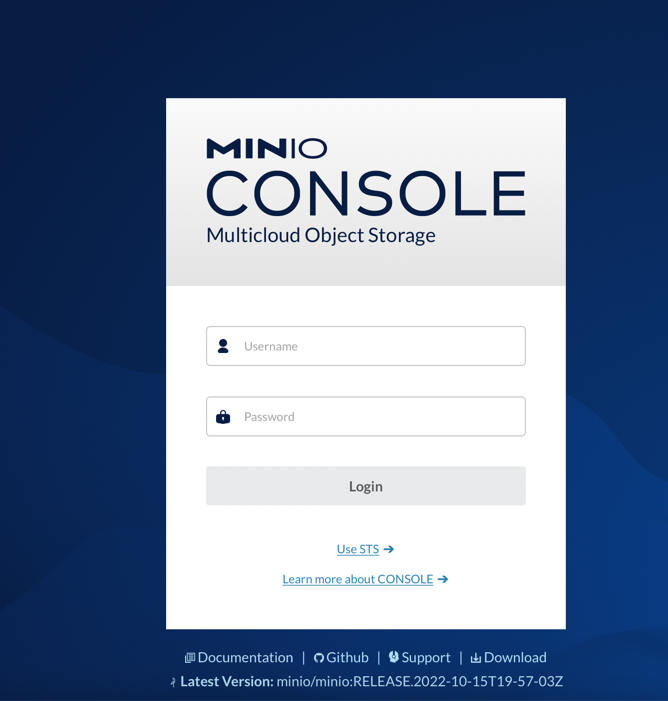 MINIO
CONSOLE
Multicloud Object Storage
Username
Password
Login
Use STS ➔
Learn more about CONSOLE ➔
Documentation | Github | Support | Download
Latest Version: minio/minio:RELEASE.2022-10-15T19-57-03Z